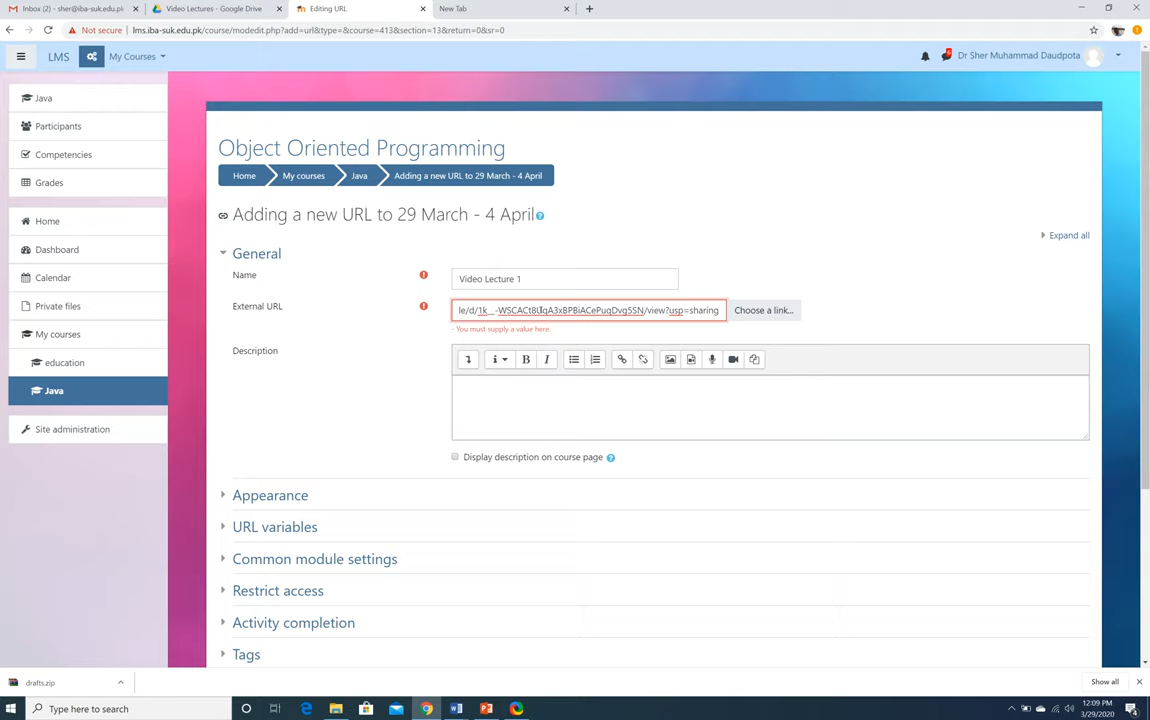 Inbox (2) - sher@iba-suk.edu.pl
Video Lectures - Google Drive
Editing URL
New Tab
Not secure
lms.iba-suk.edu.pk/course/modedit.php?add=url&type=&course=413&section=13&return=0&sr=0
LMS
My Courses
6
Dr Sher Muhammad Daudpota
Java
Participants
Competencies
Grades
Home
Dashboard
Calendar
Private files
My courses
education
Java
Site administration
Object Oriented Programming
Home
My courses
Java
Adding a new URL to 29 March - 4 April
Adding a new URL to 29 March - 4 April
Expand all
General
Name
Video Lecture 1
External URL
/view?usp=sharing
Choose a link...
- You must supply a value here.
Description
B
I
Display description on course page
Appearance
URL variables
Common module settings
Restrict access
Activity completion
Tags
drafts.zip
Show all
Type here to search
12:09 PM
3/29/2020